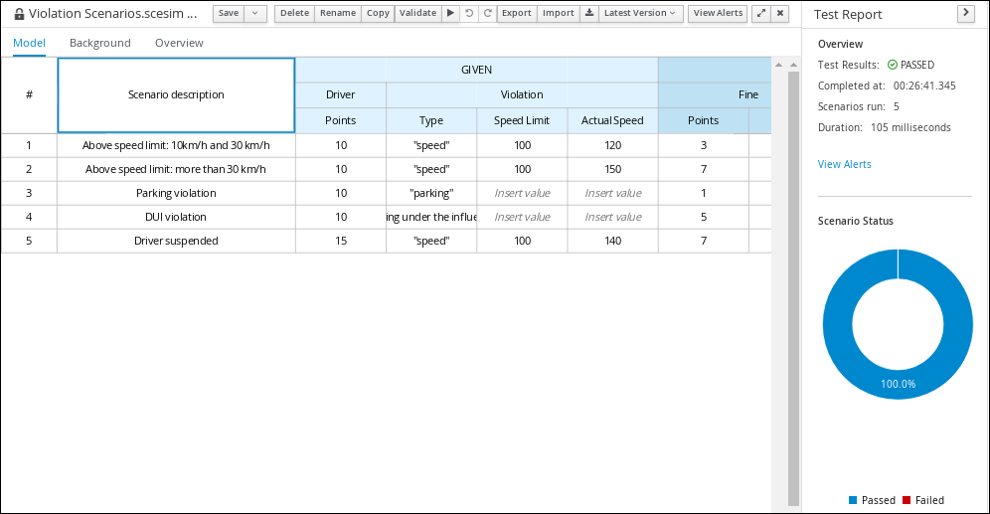 Violation Scenarios.scesim ...
Save
Delete Rename Copy Validate
Export Import
Latest Version
View Alerts
Test Report
Model Background Overview
Overview
Test Results: PASSED
Completed at: 00:26:41.345
Scenarios run: 5
Duration: 105 milliseconds
View Alerts
Scenario Status
100.0%
Passed Failed
# Scenario description GIVEN
Driver Violation Fine
Points Type Speed Limit Actual Speed Points
1 Above speed limit: 10km/h and 30 km/h 10 "speed" 100 120 3
2 Above speed limit: more than 30 km/h 10 "speed" 100 150 7
3 Parking violation 10 "parking" Insert value Insert value 1
4 DUI violation 10 ing under the influe Insert value Insert value 5
5 Driver suspended 15 "speed" 100 140 7